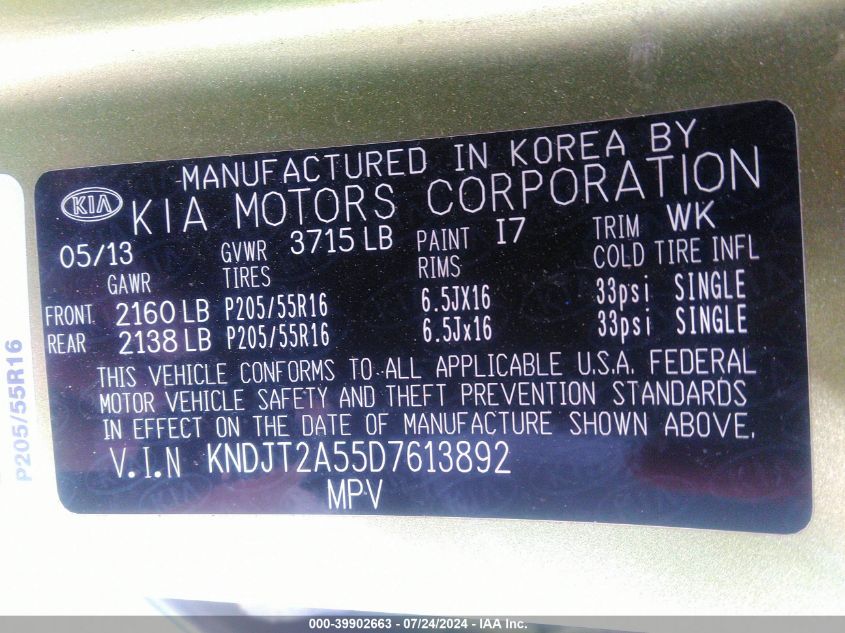 MANUFACTURED IN KOREA BY
KIA KIA MOTORS CORPORATION
05/13 GVWR 3715 LB PAINT I7 TRIM WK
GAWR TIRES RIMS COLD TIRE INFL
FRONT 2160 LB P205/55R16 6.5JX16 33psi SINGLE
REAR 2138 LB P205/55R16 6.5Jx16 33psi SINGLE
THIS VEHICLE CONFORMS TO ALL APPLICABLE U.S.A. FEDERAL
MOTOR VEHICLE SAFETY AND THEFT PREVENTION STANDARDS
IN EFFECT ON THE DATE OF MANUFACTURE SHOWN ABOVE.
V.I.N KNDJT2A55D7613892
MPV
P205/55R16
000-39902663 - 07/24/2024 - IAA Inc.